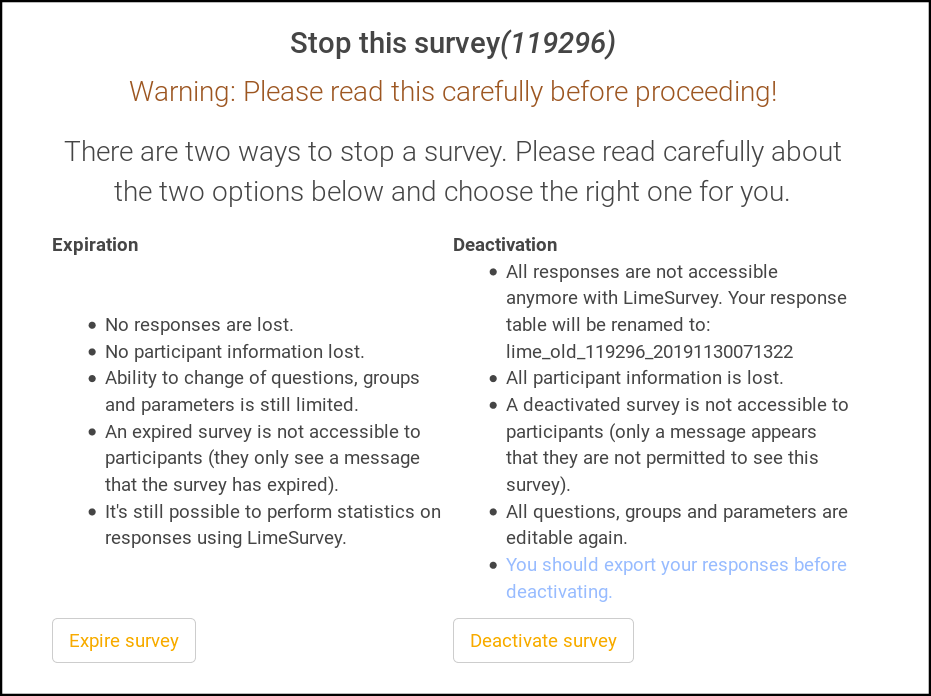 Stop this survey(119296)
Warning: Please read this carefully before proceeding!
There are two ways to stop a survey. Please read carefully about
the two options below and choose the right one for you.
Expiration
No responses are lost.
No participant information lost.
Ability to change of questions, groups
and parameters is still limited.
An expired survey is not accessible to
participants (they only see a message
that the survey has expired).
It's still possible to perform statistics on
responses using LimeSurvey.
Expire survey
Deactivation
All responses are not accessible
anymore with LimeSurvey. Your response
table will be renamed to:
lime_old_119296_20191130071322
All participant information is lost.
A deactivated survey is not accessible to
participants (only a message appears
that they are not permitted to see this
survey).
All questions, groups and parameters are
editable again.
You should export your responses before
deactivating.
Deactivate survey